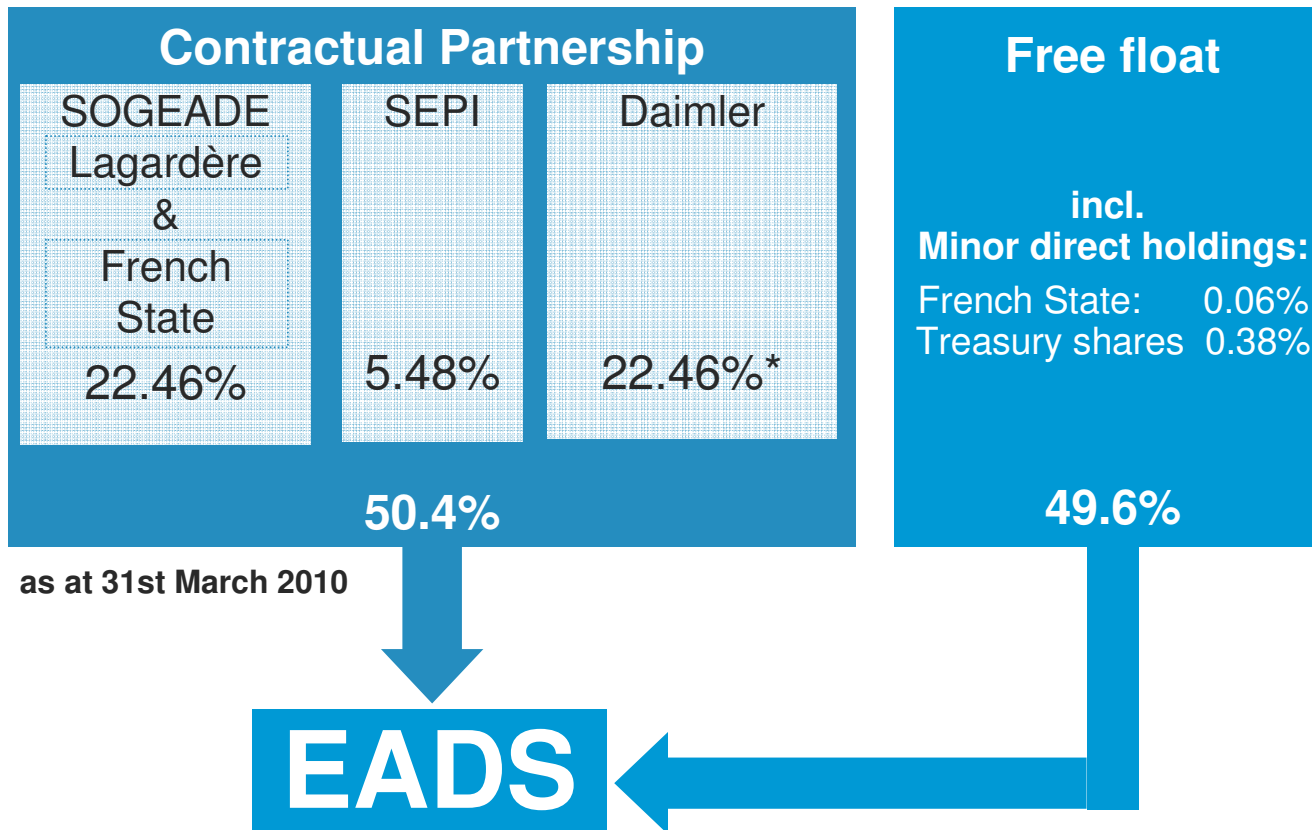 Contractual Partnership
SOGEADE
Lagardère
&
French
State
22.46%
SEPI
5.48%
Daimler
22.46%*
50.4%
Free float
incl.
Minor direct holdings:
French State: 0.06%
Treasury shares 0.38%
49.6%
as at 31st March 2010
EADS